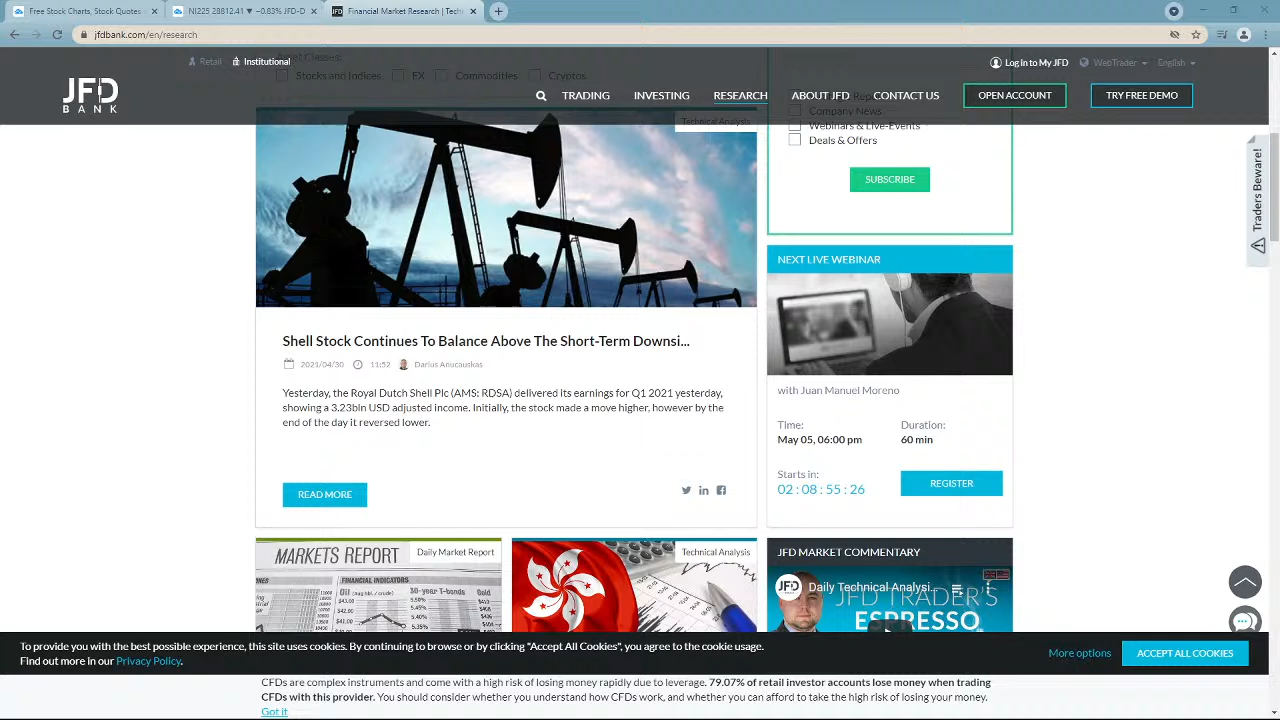 Free Stock Charts, Stock Quotes
NI225 28812.41 ▼ −0.83% JFD-D
JFD Financial Market Research | Tech
jfdbank.com/en/research
Retail
Institutional
Log in to My JFD
WebTrader
English
Asset Classes:
Stocks and Indices
FX
Commodities
Cryptos
JFD
BANK
TRADING
INVESTING
RESEARCH
ABOUT JFD
CONTACT US
OPEN ACCOUNT
TRY FREE DEMO
Technical Analysis
Company News
Webinars & Live-Events
Deals & Offers
SUBSCRIBE
Traders Beware!
NEXT LIVE WEBINAR
Shell Stock Continues To Balance Above The Short-Term Downsi...
2021/04/30
11:52
Darius Anucauskas
Yesterday, the Royal Dutch Shell Plc (AMS: RDSA) delivered its earnings for Q1 2021 yesterday,
showing a 3.23bln USD adjusted income. Initially, the stock made a move higher, however by the
end of the day it reversed lower.
READ MORE
with Juan Manuel Moreno
Time:
Duration:
May 05, 06:00 pm
60 min
Starts in:
02 : 08 : 55 : 26
REGISTER
MARKETS REPORT
Daily Market Report
FINANCIAL INDICATORS
Technical Analysis
JFD MARKET COMMENTARY
JFD
Daily Technical Analysi...
JFD TRADER'S
ESPRESSO
To provide you with the best possible experience, this site uses cookies. By continuing to browse or by clicking "Accept All Cookies", you agree to the cookie usage.
Find out more in our Privacy Policy.
More options
ACCEPT ALL COOKIES
CFDs are complex instruments and come with a high risk of losing money rapidly due to leverage. 79.07% of retail investor accounts lose money when trading
CFDs with this provider. You should consider whether you understand how CFDs work, and whether you can afford to take the high risk of losing your money.
Got it